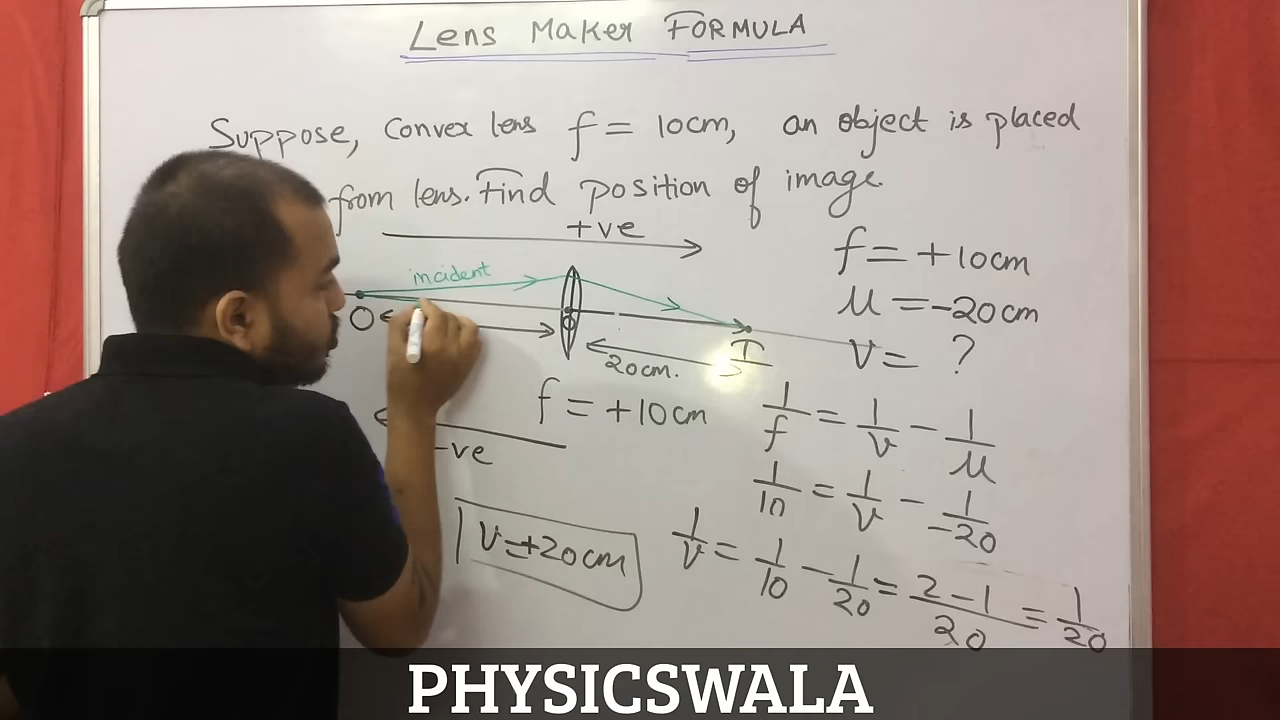 Lens Maker FORMULA
Suppose, Convex lens f = 10cm, an object is placed
from lens. Find position of image.
+ve
incident
O
I
20cm.
f = +10cm
-ve
f = +10cm
u = -20cm
v = ?
1/f = 1/v - 1/u
1/10 = 1/v - 1/-20
1/v = 1/10 - 1/20 = 2-1/20 = 1/20
v = +20cm
PHYSICSWALA